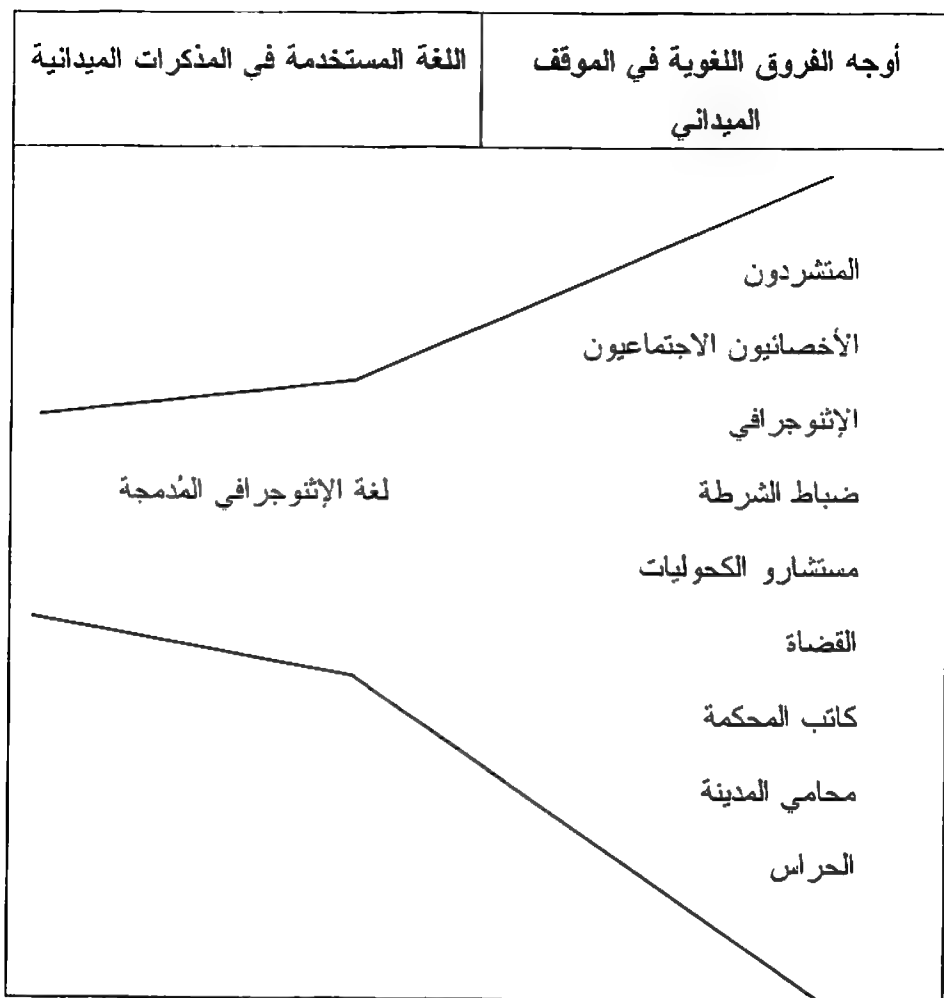 أوجه الفروق اللغوية في الموقف
الميداني
اللغة المستخدمة في المذكرات الميدانية
المتشردون
الأخصائيون الاجتماعيون
الإثنوجرافي
ضباط الشرطة
مستشارو الكحوليات
القضاة
كاتب المحكمة
محامي المدينة
الحراس
لغة الإثنوجرافي المُدمجة